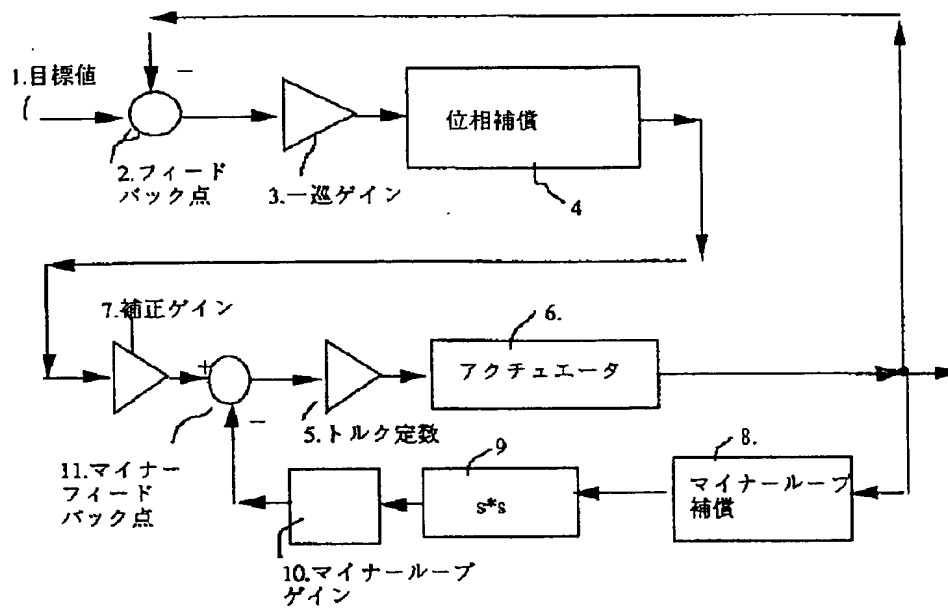 −
1.目標値
2.フィード
バック点
3.一巡ゲイン
位相補償
4
7.補正ゲイン
+
−
11.マイナー
フィード
バック点
5.トルク定数
6.
アクチュエータ
8.
マイナーループ
補償
9
s*s
10.マイナーループ
ゲイン